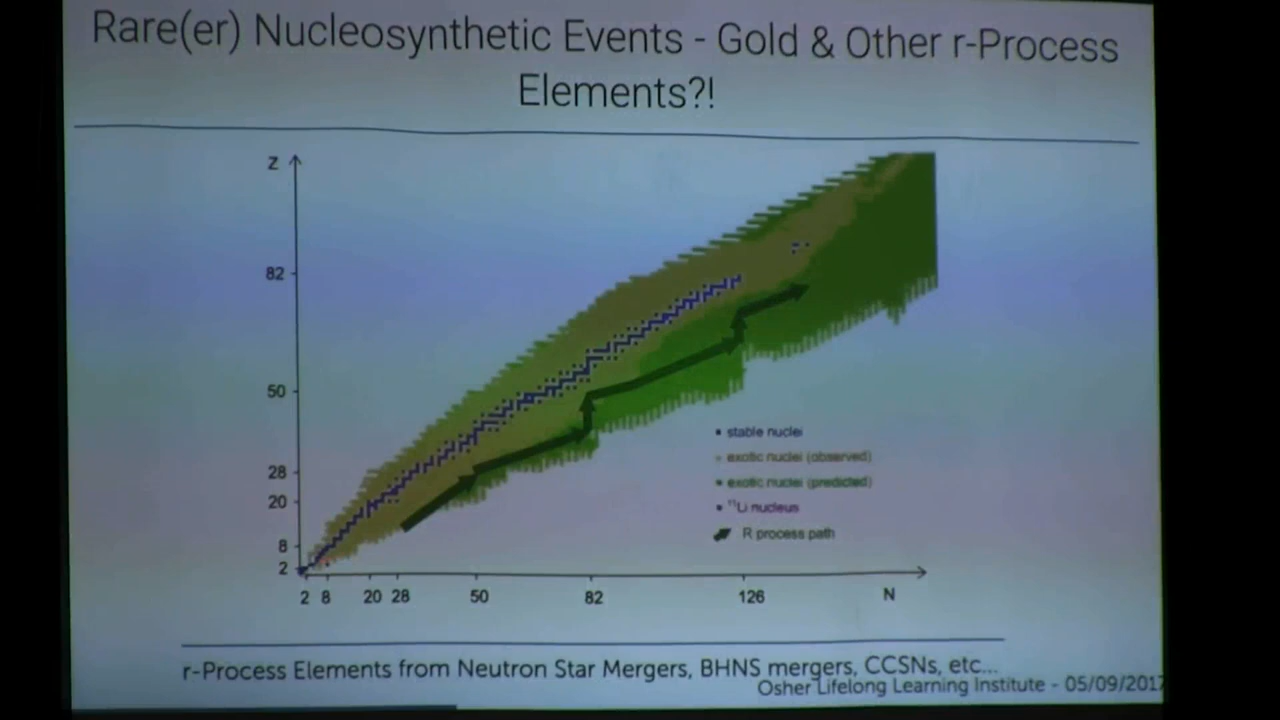 Rare(er) Nucleosynthetic Events - Gold & Other r-Process
Elements?!
Z
82
50
28
20
8
2
2 8 20 28 50 82 126 N
stable nuclei
exotic nuclei (observed)
exotic nuclei (predicted)
¹¹Li nucleus
R process path
r-Process Elements from Neutron Star Mergers, BHNS mergers, CCSNs, etc...
Osher Lifelong Learning Institute - 05/09/2017